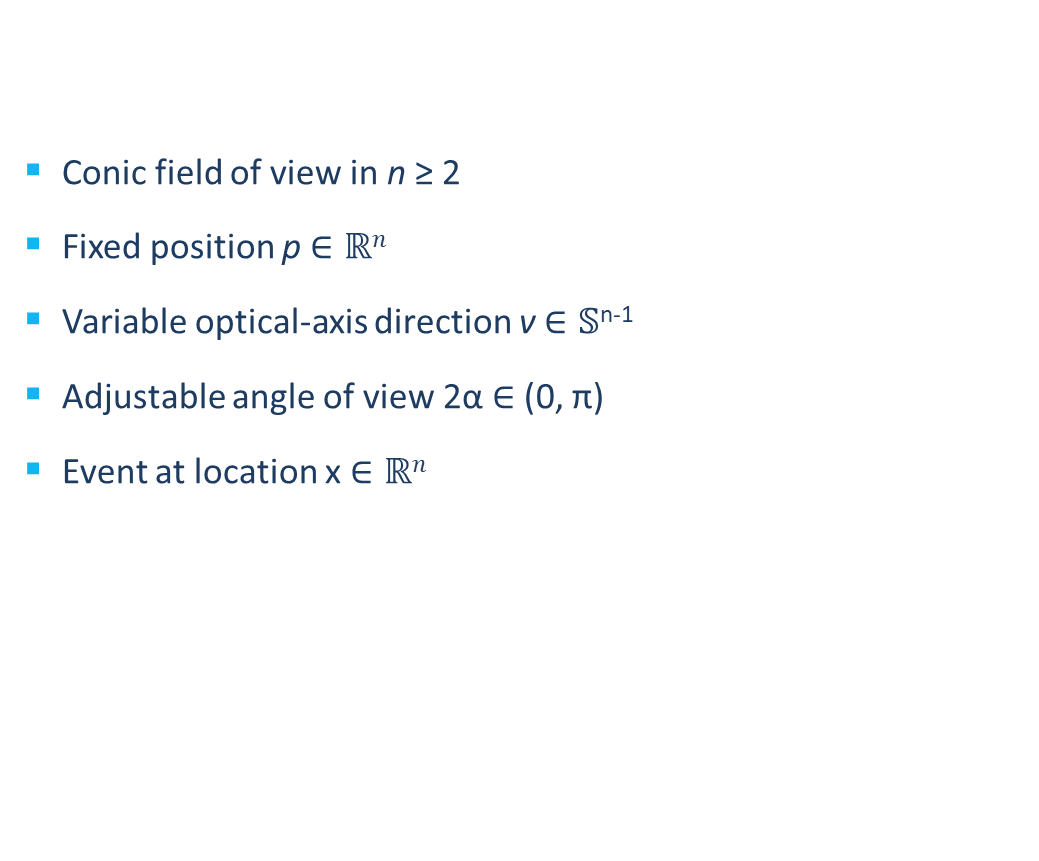 ▪ Conic field of view in n ≥ 2
▪ Fixed position p ∈ ℝⁿ
▪ Variable optical-axis direction v ∈ 𝕊ⁿ⁻¹
▪ Adjustable angle of view 2α ∈ (0, π)
▪ Event at location x ∈ ℝⁿ